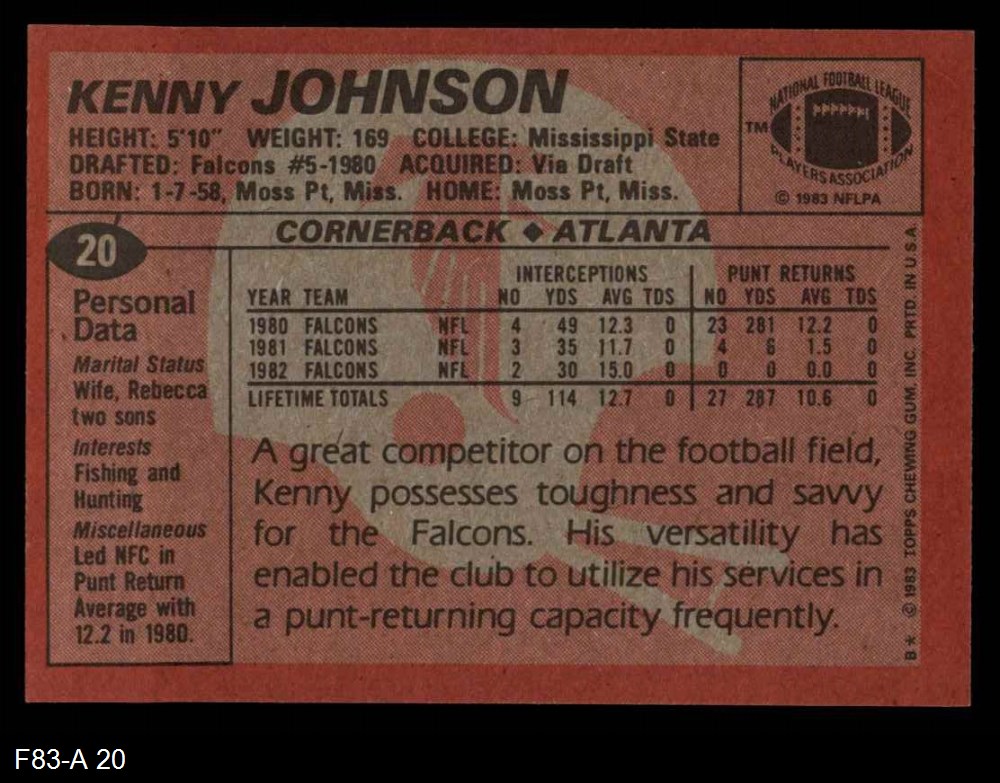 KENNY JOHNSON
HEIGHT: 5'10" WEIGHT: 169 COLLEGE: Mississippi State
DRAFTED: Falcons #5-1980 ACQUIRED: Via Draft
BORN: 1-7-58, Moss Pt, Miss. HOME: Moss Pt, Miss.
NATIONAL FOOTBALL LEAGUE
TM
PLAYERS ASSOCIATION
© 1983 NFLPA
20
CORNERBACK ◆ ATLANTA
Personal
Data
Marital Status
Wife, Rebecca
two sons
Interests
Fishing and
Hunting
Miscellaneous
Led NFC in
Punt Return
Average with
12.2 in 1980.
INTERCEPTIONS PUNT RETURNS
YEAR TEAM NO YDS AVG TDS NO YDS AVG TDS
1980 FALCONS NFL 4 49 12.3 0 23 281 12.2 0
1981 FALCONS NFL 3 35 11.7 0 4 6 1.5 0
1982 FALCONS NFL 2 30 15.0 0 0 0 0.0 0
LIFETIME TOTALS 9 114 12.7 0 27 287 10.6 0
A great competitor on the football field,
Kenny possesses toughness and savvy
for the Falcons. His versatility has
enabled the club to utilize his services in
a punt-returning capacity frequently.
B* © 1983 TOPPS CHEWING GUM, INC. PRTD. IN U.S.A.
F83-A 20